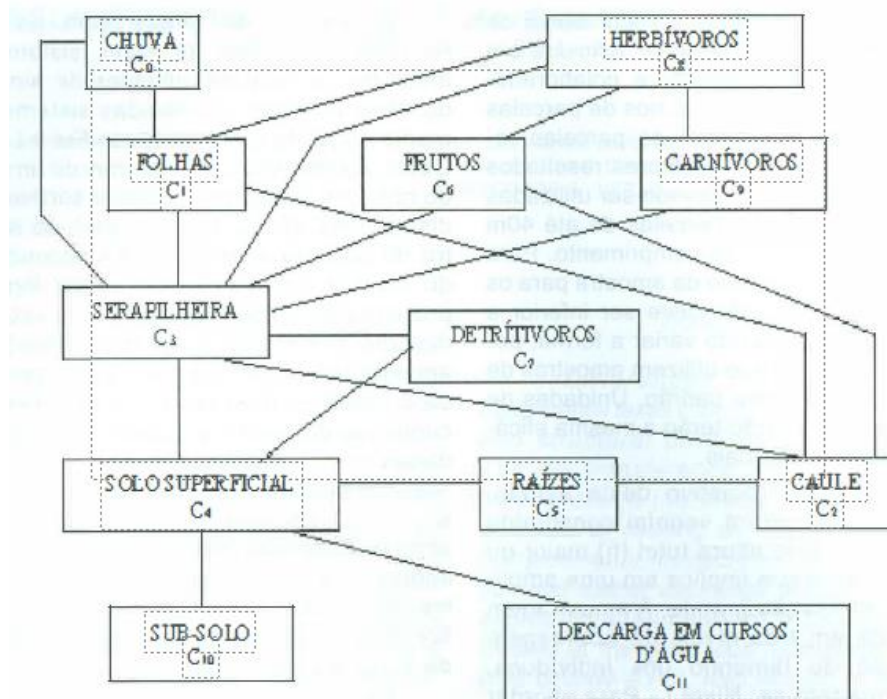 CHUVA
C₀
HERBÍVOROS
C₈
FOLHAS
C₁
FRUTOS
C₆
CARNÍVOROS
C₉
SERAPILHEIRA
C₃
DETRÍTIVOROS
C₇
SOLO SUPERFICIAL
C₄
RAÍZES
C₅
CAULE
C₂
SUB-SOLO
C₁₀
DESCARGA EM CURSOS
D'ÁGUA
C₁₁